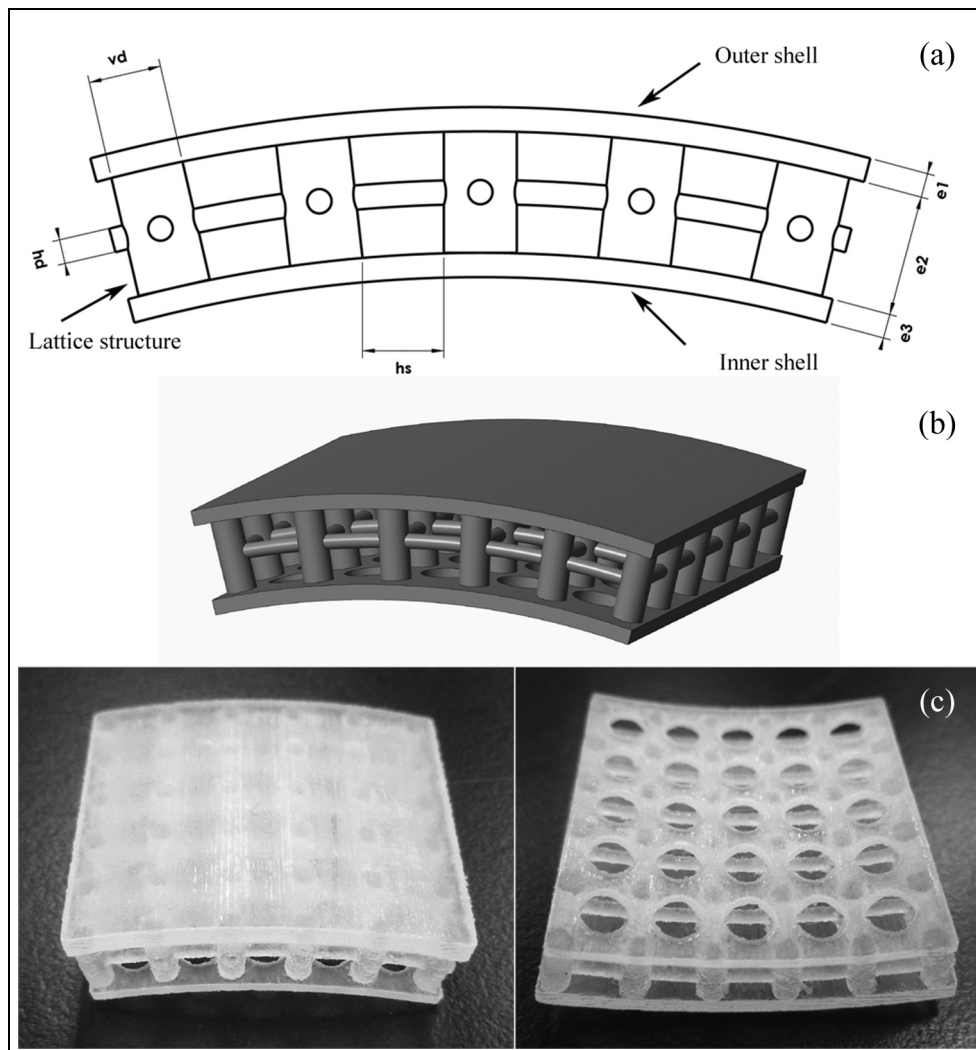 (a)
vd
Outer shell
e1
hd
e2
e3
Lattice structure
hs
Inner shell
(b)
(c)